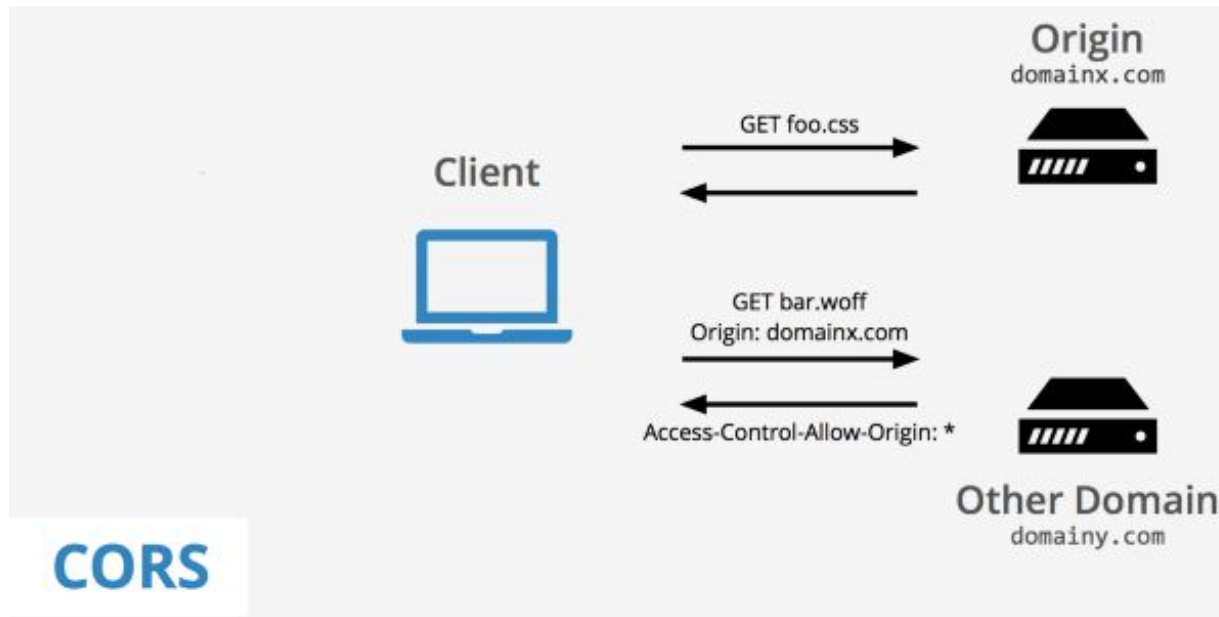 Origin
domainx.com
GET foo.css
Client
GET bar.woff
Origin: domainx.com
Access-Control-Allow-Origin: *
Other Domain
domainy.com
CORS